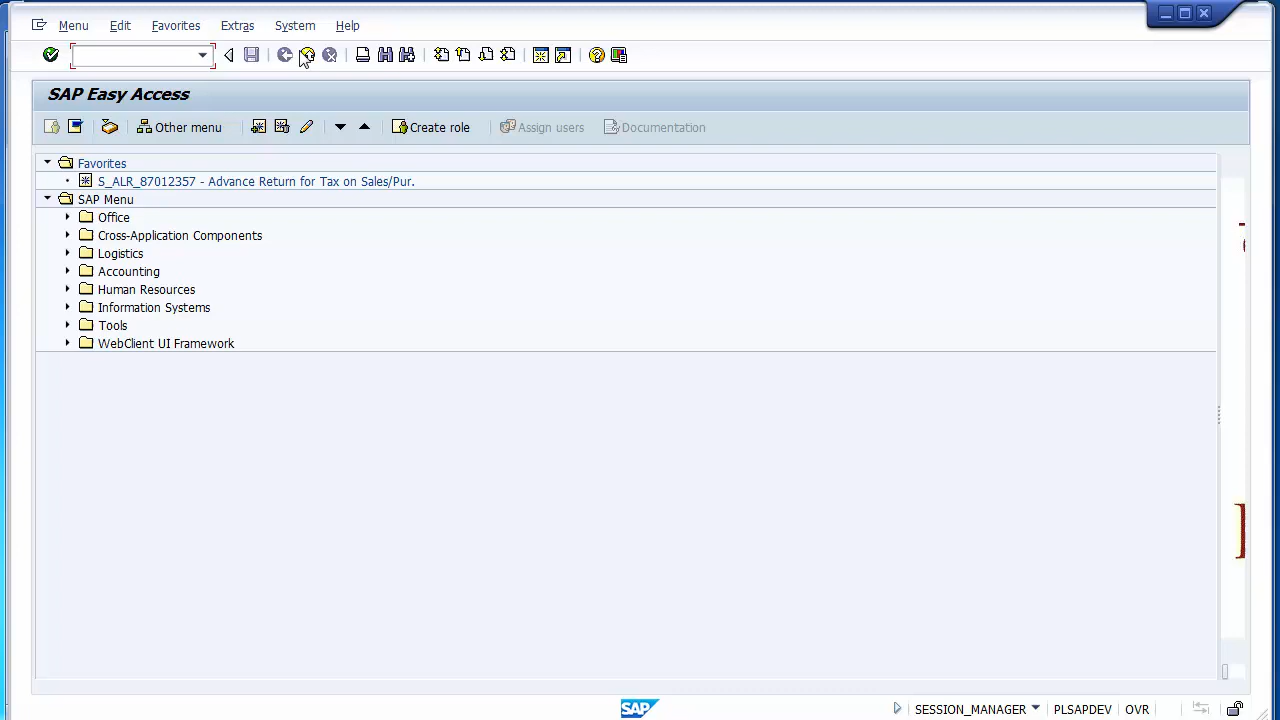 Menu Edit Favorites Extras System Help
SAP Easy Access
Other menu Create role Assign users Documentation
Favorites
S_ALR_87012357 - Advance Return for Tax on Sales/Pur.
SAP Menu
Office
Cross-Application Components
Logistics
Accounting
Human Resources
Information Systems
Tools
WebClient UI Framework
SAP SESSION_MANAGER PLSAPDEV OVR